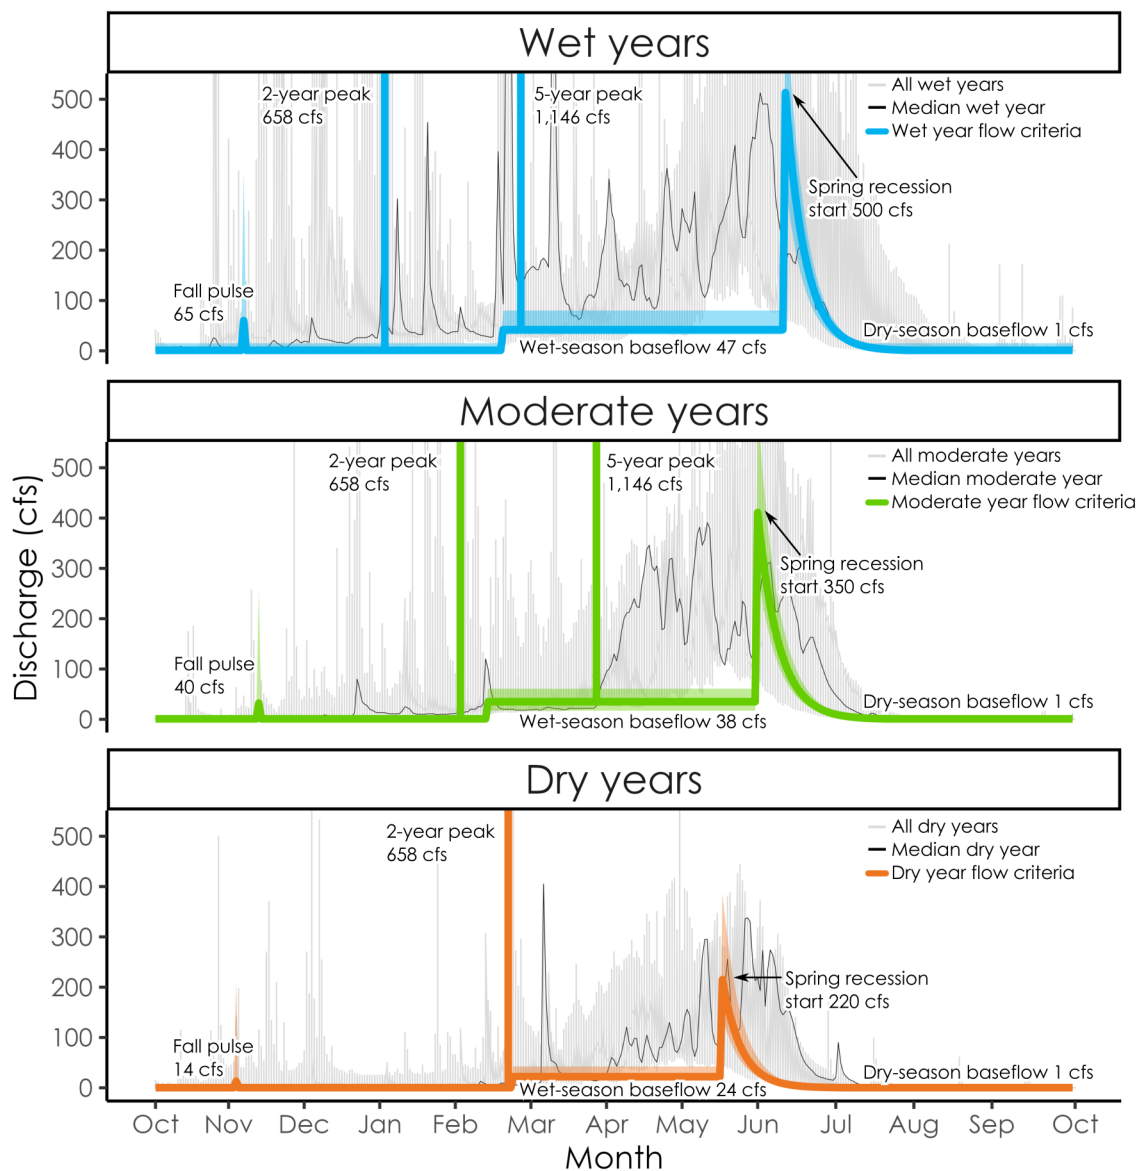 Wet years
500
400
300
200
100
0
2-year peak
658 cfs
5-year peak
1,146 cfs
All wet years
Median wet year
Wet year flow criteria
Spring recession
start 500 cfs
Fall pulse
65 cfs
Dry-season baseflow 1 cfs
Wet-season baseflow 47 cfs
Moderate years
500
400
300
200
100
0
2-year peak
658 cfs
5-year peak
1,146 cfs
All moderate years
Median moderate year
Moderate year flow criteria
Spring recession
start 350 cfs
Fall pulse
40 cfs
Dry-season baseflow 1 cfs
Wet-season baseflow 38 cfs
Discharge (cfs)
Dry years
500
400
300
200
100
0
2-year peak
658 cfs
All dry years
Median dry year
Dry year flow criteria
Spring recession
start 220 cfs
Fall pulse
14 cfs
Dry-season baseflow 1 cfs
Wet-season baseflow 24 cfs
Oct Nov Dec Jan Feb Mar Apr May Jun Jul Aug Sep Oct
Month